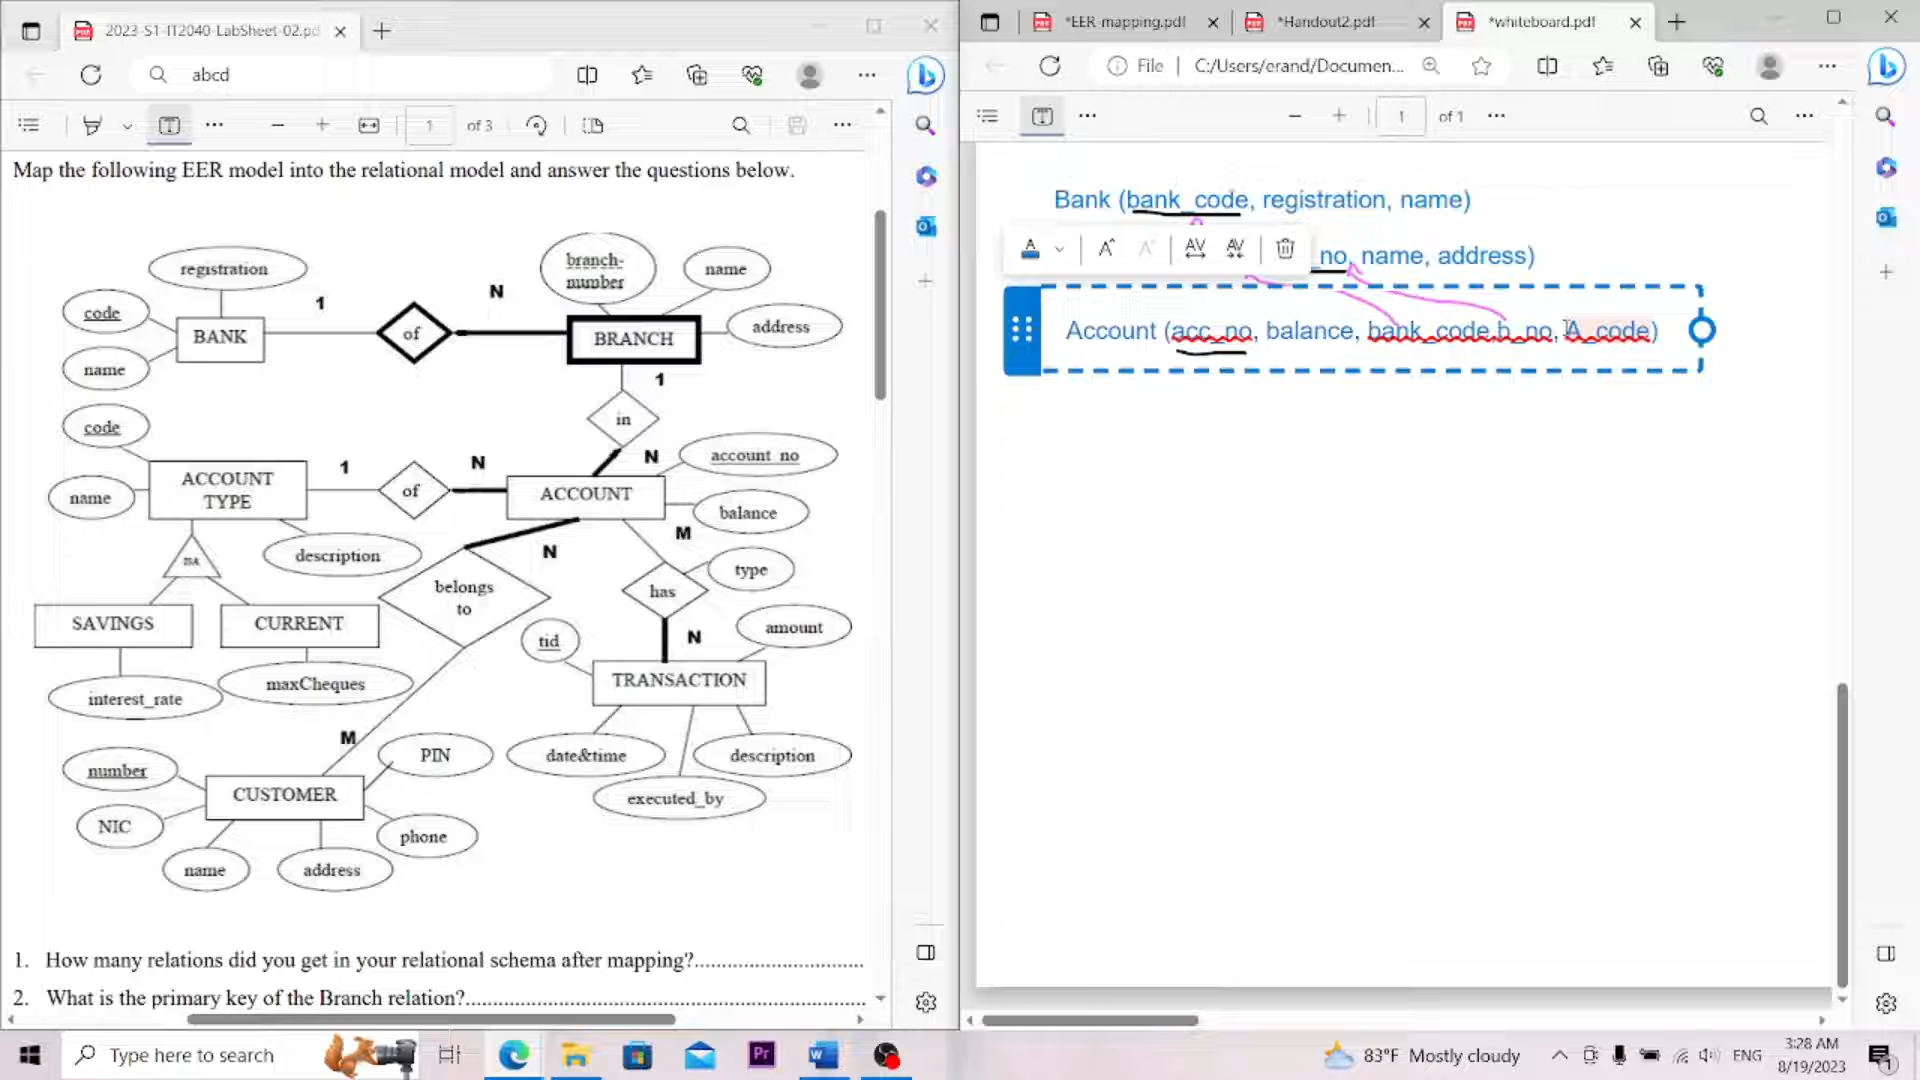 2023-S1-IT2040-LabSheet-02.pd
abcd
1 of 3
Map the following EER model into the relational model and answer the questions below.
registration
code
name
BANK
1
of
N
branch-number
name
address
BRANCH
1
in
N
code
name
ACCOUNT TYPE
description
1
of
N
ACCOUNT
account_no
balance
M
type
has
N
ISA
SAVINGS
CURRENT
interest_rate
maxCheques
N
belongs to
M
tid
amount
TRANSACTION
date&time
description
executed_by
number
NIC
name
address
phone
PIN
CUSTOMER
1. How many relations did you get in your relational schema after mapping?
2. What is the primary key of the Branch relation?
*EER-mapping.pdf
*Handout2.pdf
*whiteboard.pdf
File C:/Users/erand/Documen...
1 of 1
Bank (bank_code, registration, name)
_no, name, address)
Account (acc_no, balance, bank_code,b_no, A_code)
Type here to search
83°F Mostly cloudy
ENG
3:28 AM
8/19/2023